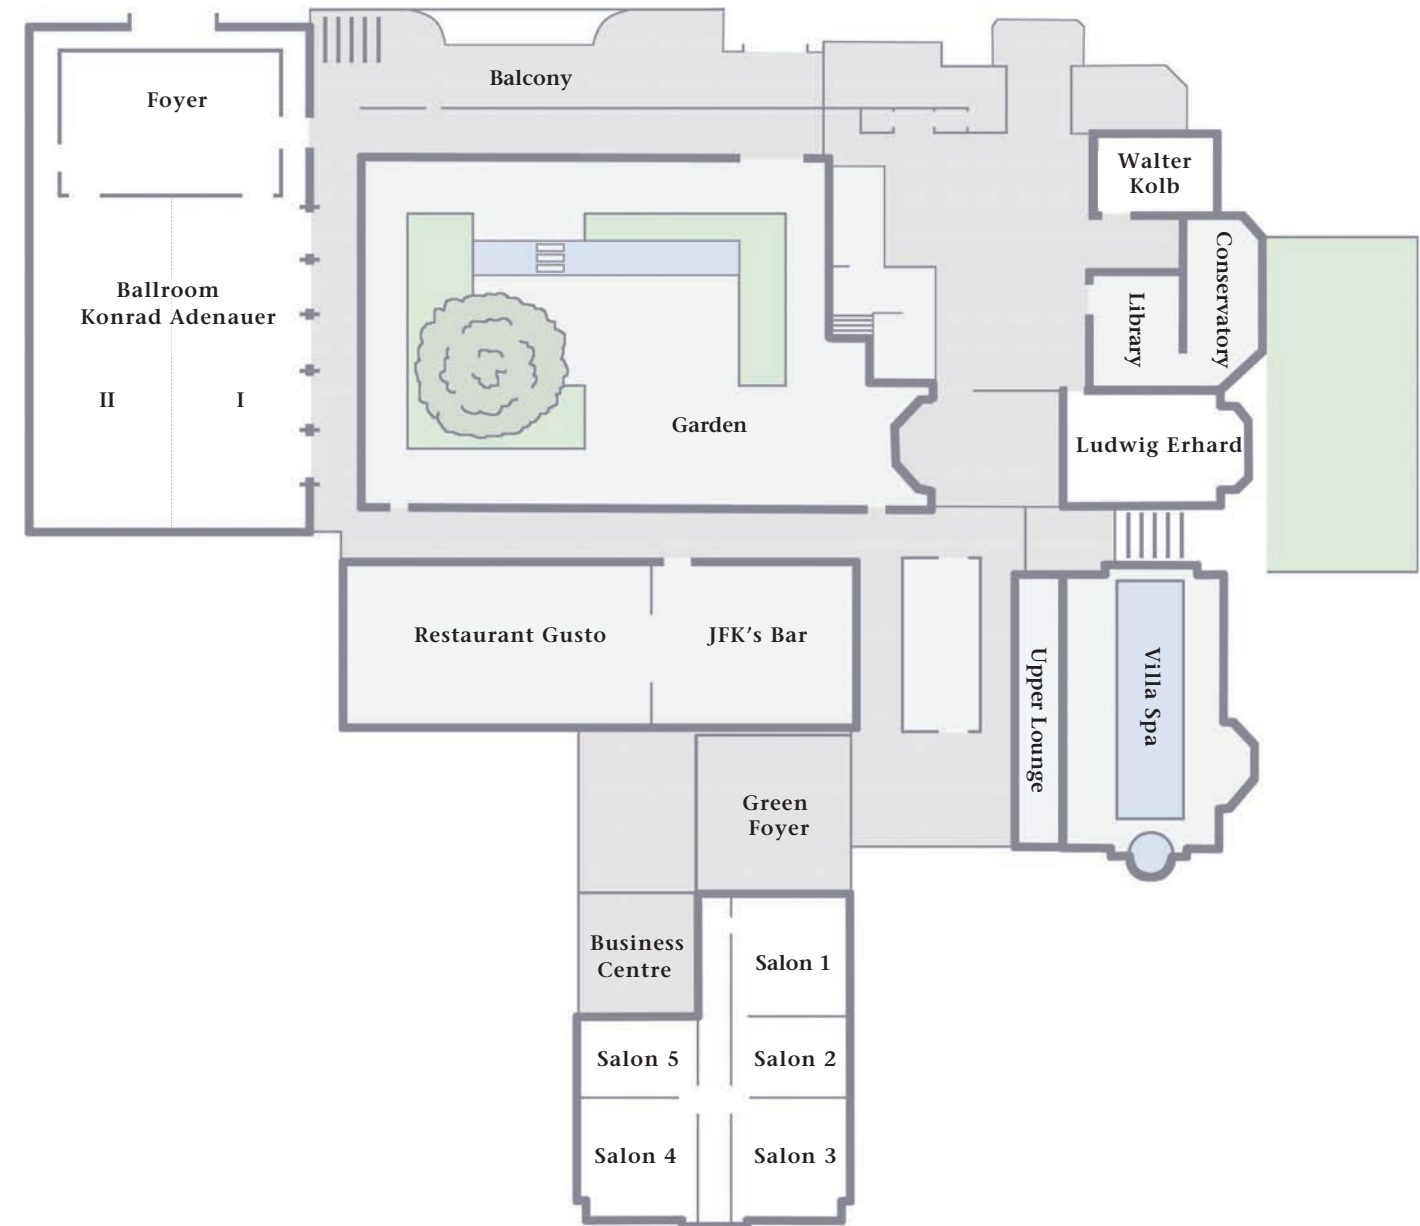 Balcony
Foyer
Walter
Kolb
Conservatory
Library
Ballroom
Konrad Adenauer
II
I
Garden
Ludwig Erhard
Restaurant Gusto
JFK's Bar
Upper Lounge
Villa Spa
Green
Foyer
Business
Centre
Salon 1
Salon 5
Salon 2
Salon 4
Salon 3